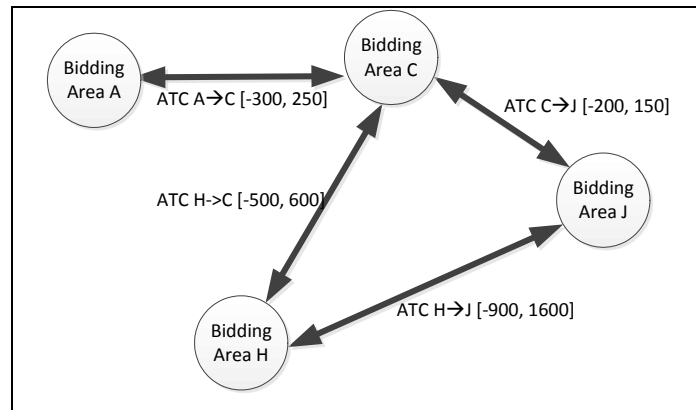 Bidding
Area A
Bidding
Area C
ATC A→C [-300, 250]
ATC C→J [-200, 150]
ATC H->C [-500, 600]
Bidding
Area J
ATC H→J [-900, 1600]
Bidding
Area H